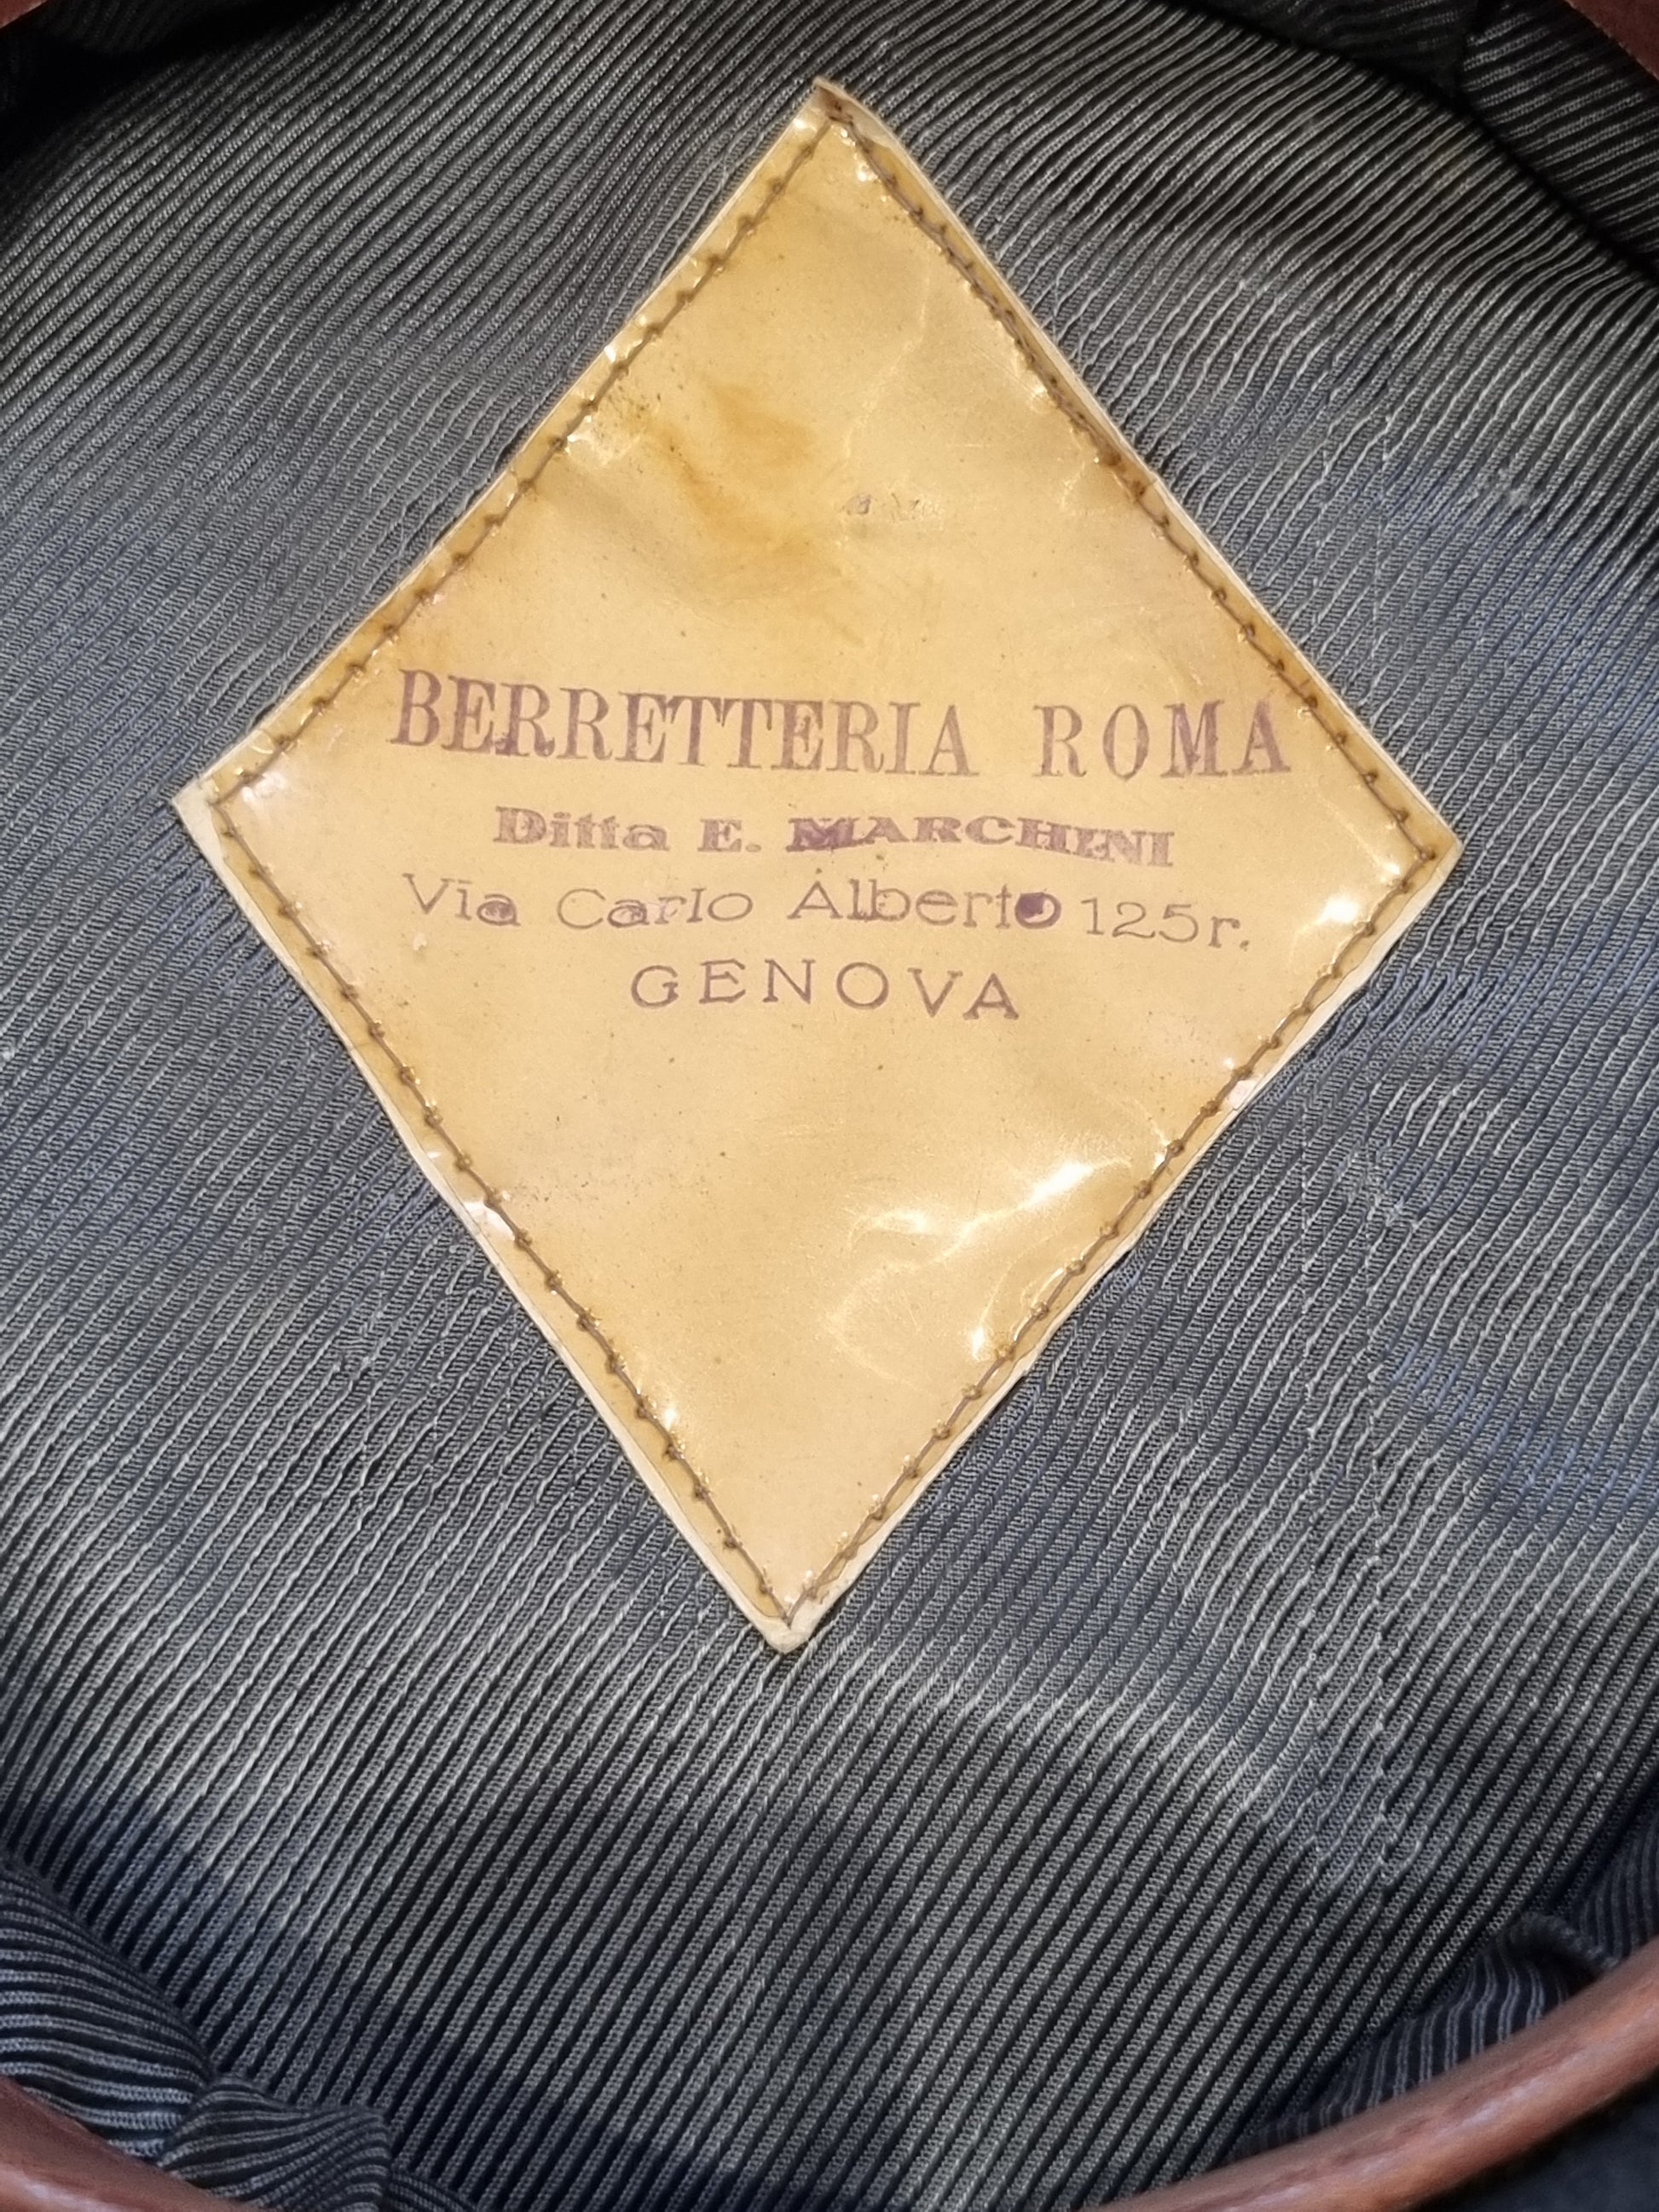 BERRETTERIA ROMA
Ditta E. MARCHINI
Via Carlo Alberto 125r.
GENOVA